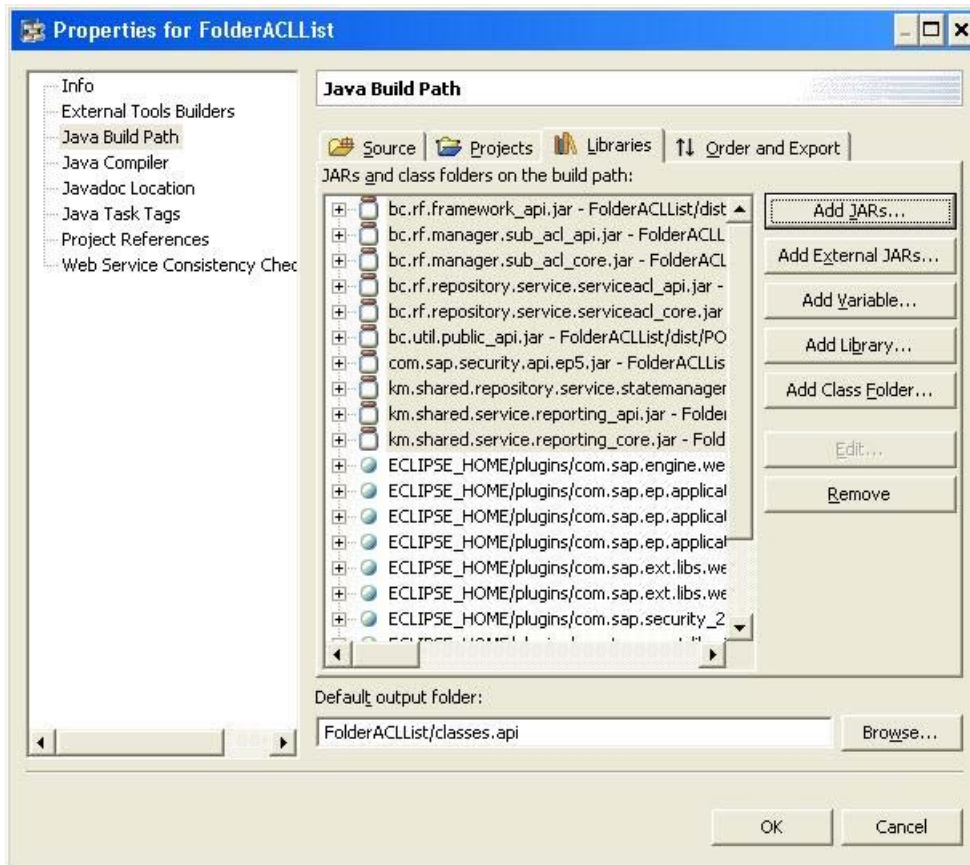 Properties for FolderACLList
Info
External Tools Builders
Java Build Path
Java Compiler
Javadoc Location
Java Task Tags
Project References
Web Service Consistency Chec
Java Build Path
Source
Projects
Libraries
Order and Export
JARs and class folders on the build path:
bc.rf.framework_api.jar - FolderACLList/dist
bc.rf.manager.sub_acl_api.jar - FolderACLL
bc.rf.manager.sub_acl_core.jar - FolderACL
bc.rf.repository.service.serviceacl_api.jar -
bc.rf.repository.service.serviceacl_core.jar
bc.util.public_api.jar - FolderACLList/dist/PO
com.sap.security.api.ep5.jar - FolderACLLis
km.shared.repository.service.statemanager
km.shared.service.reporting_api.jar - Folder
km.shared.service.reporting_core.jar - Fold
ECLIPSE_HOME/plugins/com.sap.engine.we
ECLIPSE_HOME/plugins/com.sap.ep.applicat
ECLIPSE_HOME/plugins/com.sap.ep.applicat
ECLIPSE_HOME/plugins/com.sap.ep.applicat
ECLIPSE_HOME/plugins/com.sap.ext.libs.we
ECLIPSE_HOME/plugins/com.sap.ext.libs.we
ECLIPSE_HOME/plugins/com.sap.security_2
Add JARs...
Add External JARs...
Add Variable...
Add Library...
Add Class Folder...
Edit...
Remove
Default output folder:
FolderACLList/classes.api
Browse...
OK
Cancel